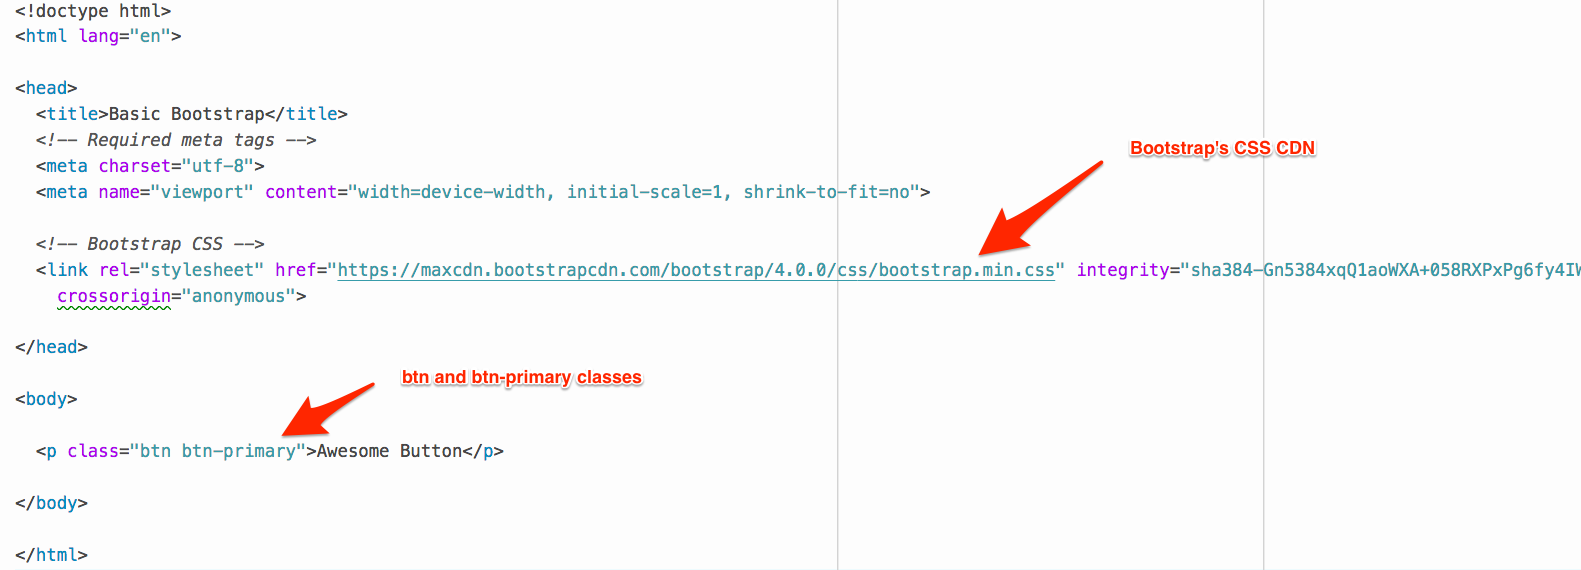 <!doctype html>
<html lang="en">
<head>
<title>Basic Bootstrap</title>
<!-- Required meta tags -->
Bootstrap's CSS CDN
<meta charset="utf-8">
<meta name="viewport" content="width=device-width, initial-scale=1, shrink-to-fit=no">
<!-- Bootstrap CSS -->
<link rel="stylesheet" href="https://maxcdn.bootstrapcdn.com/bootstrap/4.0.0/css/bootstrap.min.css" integrity="sha384-Gn5384xqQ1aoWXA+058RXPxPg6fy4IW
crossorigin="anonymous">
</head>
btn and btn-primary classes
<body>
<p class="btn btn-primary">Awesome Button</p>
</body>
</html>